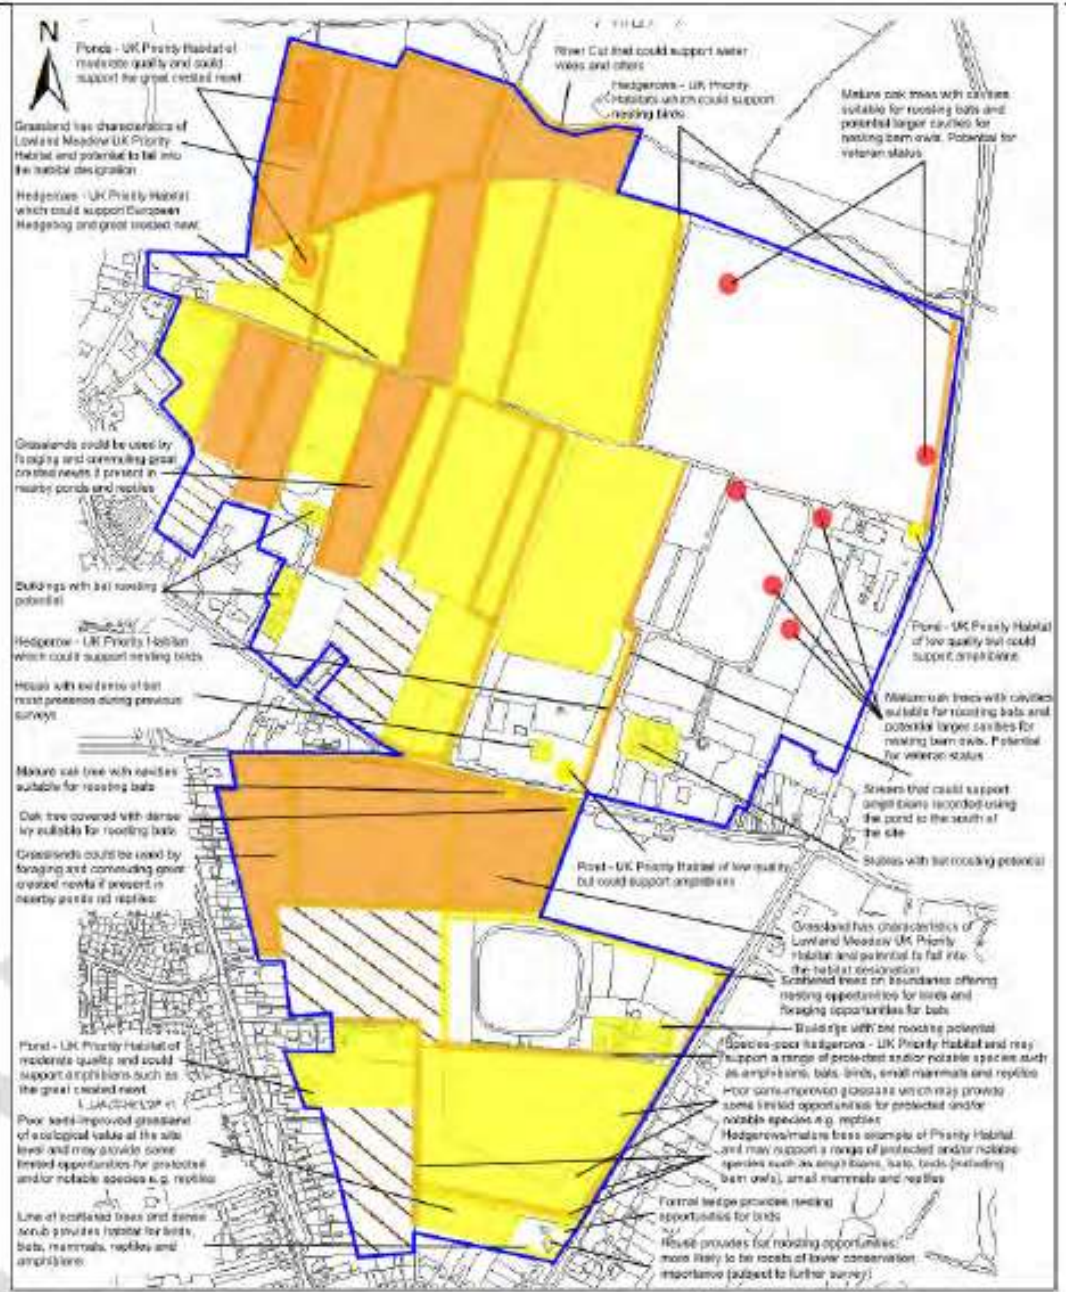 N
Ponds - UK Priority Habitat of
moderate quality and could
support the great crested newt
River Cut that could support water
voles and otters
Hedgerows - UK Priority
Habitats which could support
nesting birds
Mature oak trees with cavities
suitable for roosting bats and
potential larger cavities for
nesting barn owls. Potential for
veteran status
Grassland has characteristics of
Lowland Meadow UK Priority
Habitat and potential to fall into
the habitat designation
Hedgerows - UK Priority Habitat
which could support European
Hedgehog and great crested newt
Grasslands could be used by
foraging and commuting great
crested newts if present in
nearby ponds and reptiles
Buildings with bat roosting
potential
Hedgerow - UK Priority Habitat
which could support nesting birds
House with evidence of bat
roost presence during previous
surveys
Pond - UK Priority Habitat
of low quality but could
support amphibians
Mature oak trees with cavities
suitable for roosting bats and
potential larger cavities for
nesting barn owls. Potential
for veteran status
Mature oak tree with cavities
suitable for roosting bats
Oak tree covered with dense
ivy suitable for roosting bats
Grasslands could be used by
foraging and commuting great
crested newts if present in
nearby ponds nd reptiles
Stream that could support
amphibians recorded using
the pond to the south of
the site
Stables with bat roosting potential
Pond - UK Priority Habitat of low quality
but could support amphibians
Grassland has characteristics of
Lowland Meadow UK Priority
Habitat and potential to fall into
the habitat designation
Scattered trees on boundaries offering
nesting opportunities for birds and
foraging opportunities for bats
Buildings with bat roosting potential
Species-poor hedgerows - UK Priority Habitat and may
support a range of protected and/or notable species such
as amphibians, bats, birds, small mammals and reptiles
Poor semi-improved grassland which may provide
some limited opportunities for protected and/or
notable species e.g. reptiles
Hedgerows/mature trees example of Priority Habitat
and may support a range of protected and/or notable
species such as amphibians, bats, birds (including
barn owls), small mammals and reptiles
Pond - UK Priority Habitat of
moderate quality and could
support amphibians such as
the great crested newt
Poor semi-improved grassland
of ecological value at the site
level and may provide some
limited opportunities for protected
and/or notable species e.g. reptiles
Line of scattered trees and dense
scrub provides habitat for birds,
bats, mammals, reptiles and
amphibians
Formal hedge provides nesting
opportunities for birds
House provides bat roosting opportunities,
more likely to be roosts of lower conservation
importance (subject to further survey)